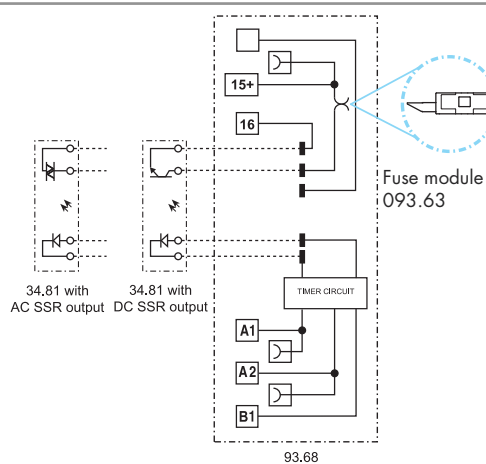 15+
16
Fuse module
093.63
34.81 with
AC SSR output
34.81 with
DC SSR output
TIMER CIRCUIT
A1
A2
B1
93.68